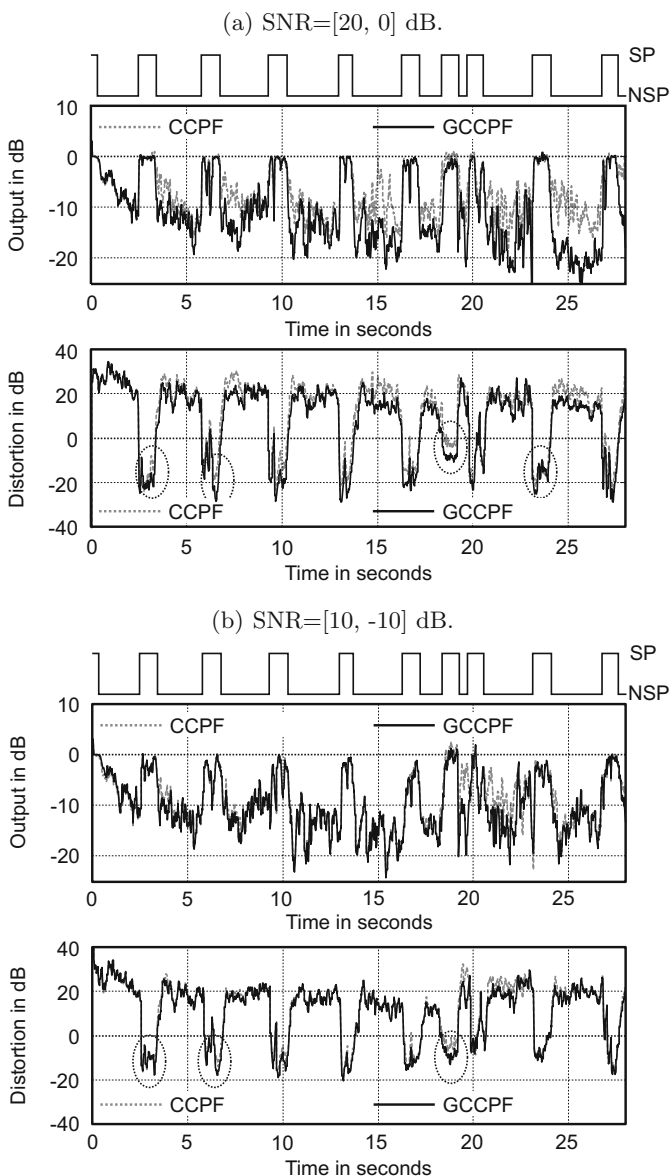 (a) SNR=[20, 0] dB.
SP
NSP
10
0
-10
-20
Output in dB
CCPF
GCCPF
0 5 10 15 20 25
Time in seconds
40
20
0
-20
-40
Distortion in dB
CCPF
GCCPF
0 5 10 15 20 25
Time in seconds
(b) SNR=[10, -10] dB.
SP
NSP
10
0
-10
-20
Output in dB
CCPF
GCCPF
0 5 10 15 20 25
Time in seconds
40
20
0
-20
-40
Distortion in dB
CCPF
GCCPF
0 5 10 15 20 25
Time in seconds